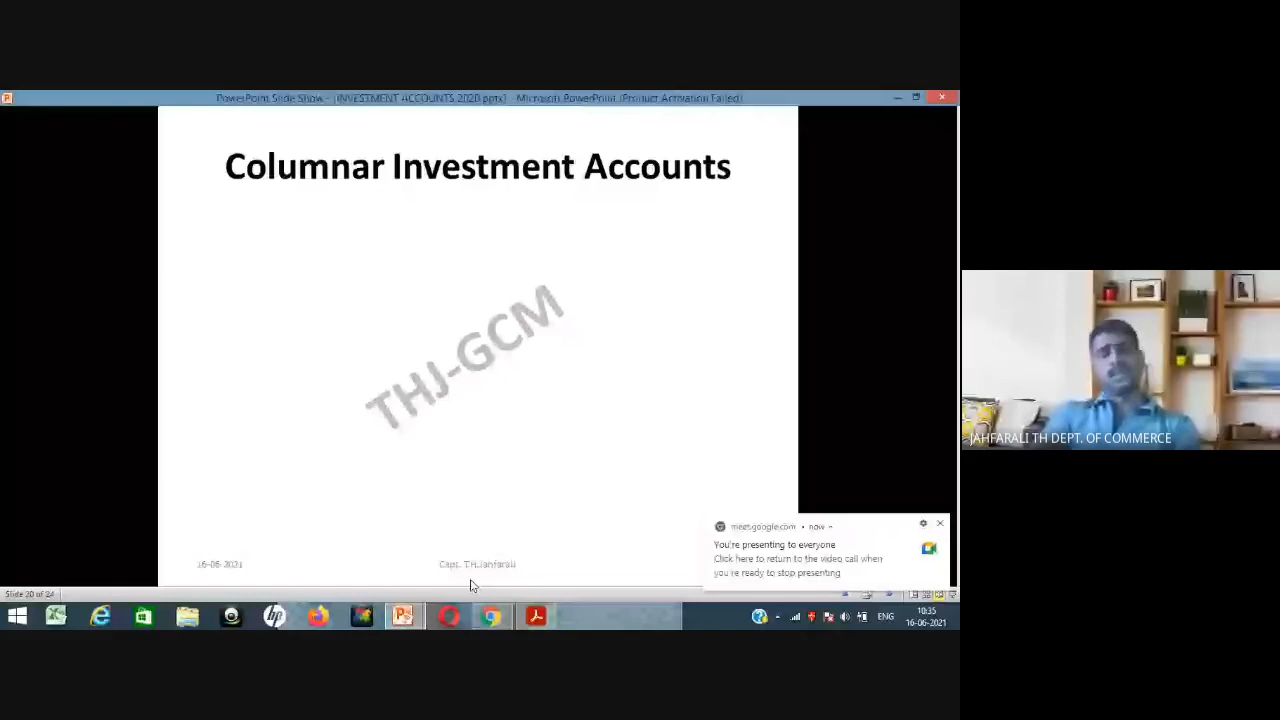 PowerPoint Slide Show - [INVESTMENT ACCOUNTS 2020.pptx] - Microsoft PowerPoint (Product Activation Failed)
Columnar Investment Accounts
THJ-GCM
16-06-2021
Capt. T.H.Jahfarali
meet.google.com • now
You're presenting to everyone
Click here to return to the video call when
you're ready to stop presenting
Slide 20 of 24
ENG
10:35
16-06-2021
JAHFARALI TH DEPT. OF COMMERCE